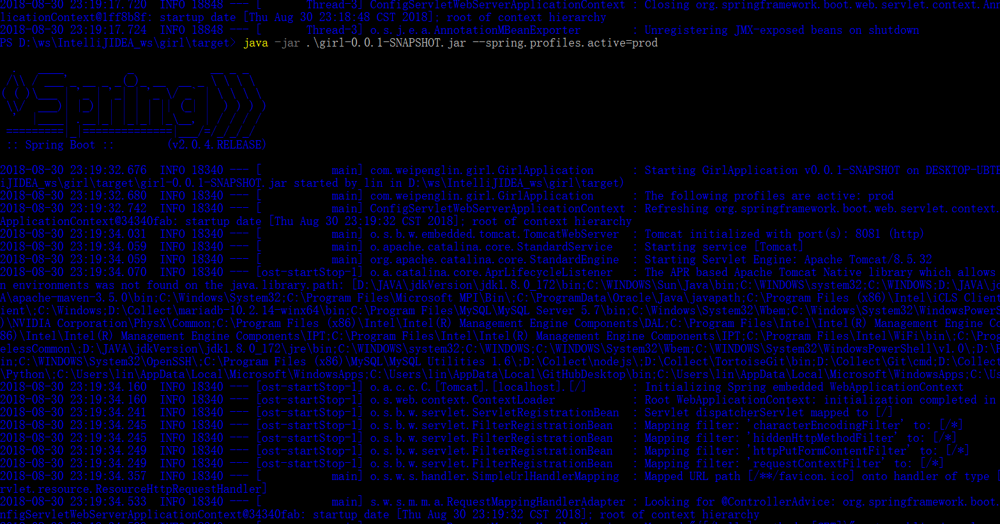 2018-08-30 23:19:17.720  INFO 18848 --- [       Thread-3] ConfigServletWebServerApplicationContext : Closing org.springframework.boot.web.servlet.context.Ann
licationContext@1ff8b8f: startup date [Thu Aug 30 23:18:48 CST 2018]; root of context hierarchy
2018-08-30 23:19:17.724  INFO 18848 --- [       Thread-3] o.s.j.e.a.AnnotationMBeanExporter        : Unregistering JMX-exposed beans on shutdown
PS D:\ws\IntelliJIDEA_ws\girl\target> java -jar .\girl-0.0.1-SNAPSHOT.jar --spring.profiles.active=prod
  .   ____          _            __ _ _
 /\\ / ___'_ __ _ _(_)_ __  __ _ \ \ \ \
( ( )\___ | '_ | '_| | '_ \/ _` | \ \ \ \
 \\/  ___)| |_)| | | | | || (_| |  ) ) ) )
  '  |____| .__|_| |_|_| |_\__, | / / / /
 =========|_|==============|___/=/_/_/_/
 :: Spring Boot ::        (v2.0.4.RELEASE)
2018-08-30 23:19:32.676  INFO 18340 --- [           main] com.weipenglin.girl.GirlApplication      : Starting GirlApplication v0.0.1-SNAPSHOT on DESKTOP-UBTE
iJIDEA_ws\girl\target\girl-0.0.1-SNAPSHOT.jar started by lin in D:\ws\IntelliJIDEA_ws\girl\target)
2018-08-30 23:19:32.680  INFO 18340 --- [           main] com.weipenglin.girl.GirlApplication      : The following profiles are active: prod
2018-08-30 23:19:32.742  INFO 18340 --- [           main] ConfigServletWebServerApplicationContext : Refreshing org.springframework.boot.web.servlet.context.
ApplicationContext@34340fab: startup date [Thu Aug 30 23:19:32 CST 2018]; root of context hierarchy
2018-08-30 23:19:34.031  INFO 18340 --- [           main] o.s.b.w.embedded.tomcat.TomcatWebServer  : Tomcat initialized with port(s): 8081 (http)
2018-08-30 23:19:34.059  INFO 18340 --- [           main] o.apache.catalina.core.StandardService   : Starting service [Tomcat]
2018-08-30 23:19:34.059  INFO 18340 --- [           main] org.apache.catalina.core.StandardEngine  : Starting Servlet Engine: Apache Tomcat/8.5.32
2018-08-30 23:19:34.070  INFO 18340 --- [ost-startStop-1] o.a.catalina.core.AprLifecycleListener   : The APR based Apache Tomcat Native library which allows
n environments was not found on the java.library.path: [D:\JAVA\jdkVersion\jdk1.8.0_172\bin;C:\WINDOWS\Sun\Java\bin;C:\WINDOWS\system32;C:\WINDOWS;D:\JAVA\jd
A\apache-maven-3.5.0\bin;C:\Windows\System32;C:\Program Files\Microsoft MPI\Bin\;C:\ProgramData\Oracle\Java\javapath;C:\Program Files (x86)\Intel\iCLS Client
ient\;C:\Windows;D:\Collect\mariadb-10.2.14-winx64\bin;C:\Program Files\MySQL\MySQL Server 5.7\bin;C:\Windows\System32\Wbem;C:\Windows\System32\WindowsPowerS
)\NVIDIA Corporation\PhysX\Common;C:\Program Files (x86)\Intel\Intel(R) Management Engine Components\DAL;C:\Program Files\Intel\Intel(R) Management Engine Co
86)\Intel\Intel(R) Management Engine Components\IPT;C:\Program Files\Intel\Intel(R) Management Engine Components\IPT;C:\Program Files\Intel\WiFi\bin\;C:\Prog
elessCommon\;D:\JAVA\jdkVersion\jdk1.8.0_172\jre\bin;C:\WINDOWS\system32;C:\WINDOWS;C:\WINDOWS\System32\Wbem;C:\WINDOWS\System32\WindowsPowerShell\v1.0\;D:\R
in;C:\WINDOWS\System32\OpenSSH\;C:\Program Files (x86)\MySQL\MySQL Utilities 1.6\;D:\Collect\nodejs\;D:\Collect\TortoiseGit\bin;D:\Collect\Git\cmd;D:\Collect
\Python\;C:\Users\lin\AppData\Local\Microsoft\WindowsApps;C:\Users\lin\AppData\Local\GitHubDesktop\bin;C:\Users\lin\AppData\Local\Microsoft\WindowsApps;C:\Us
2018-08-30 23:19:34.160  INFO 18340 --- [ost-startStop-1] o.a.c.c.C.[Tomcat].[localhost].[/]       : Initializing Spring embedded WebApplicationContext
2018-08-30 23:19:34.160  INFO 18340 --- [ost-startStop-1] o.s.web.context.ContextLoader            : Root WebApplicationContext: initialization completed in
2018-08-30 23:19:34.241  INFO 18340 --- [ost-startStop-1] o.s.b.w.servlet.ServletRegistrationBean  : Servlet dispatcherServlet mapped to [/]
2018-08-30 23:19:34.245  INFO 18340 --- [ost-startStop-1] o.s.b.w.servlet.FilterRegistrationBean   : Mapping filter: 'characterEncodingFilter' to: [/*]
2018-08-30 23:19:34.245  INFO 18340 --- [ost-startStop-1] o.s.b.w.servlet.FilterRegistrationBean   : Mapping filter: 'hiddenHttpMethodFilter' to: [/*]
2018-08-30 23:19:34.249  INFO 18340 --- [ost-startStop-1] o.s.b.w.servlet.FilterRegistrationBean   : Mapping filter: 'httpPutFormContentFilter' to: [/*]
2018-08-30 23:19:34.249  INFO 18340 --- [ost-startStop-1] o.s.b.w.servlet.FilterRegistrationBean   : Mapping filter: 'requestContextFilter' to: [/*]
2018-08-30 23:19:34.357  INFO 18340 --- [           main] o.s.w.s.handler.SimpleUrlHandlerMapping  : Mapped URL path [/**/favicon.ico] onto handler of type [
rvlet.resource.ResourceHttpRequestHandler]
2018-08-30 23:19:34.533  INFO 18340 --- [           main] s.w.s.m.m.a.RequestMappingHandlerAdapter : Looking for @ControllerAdvice: org.springframework.boot.
nfigServletWebServerApplicationContext@34340fab: startup date [Thu Aug 30 23:19:32 CST 2018]; root of context hierarchy